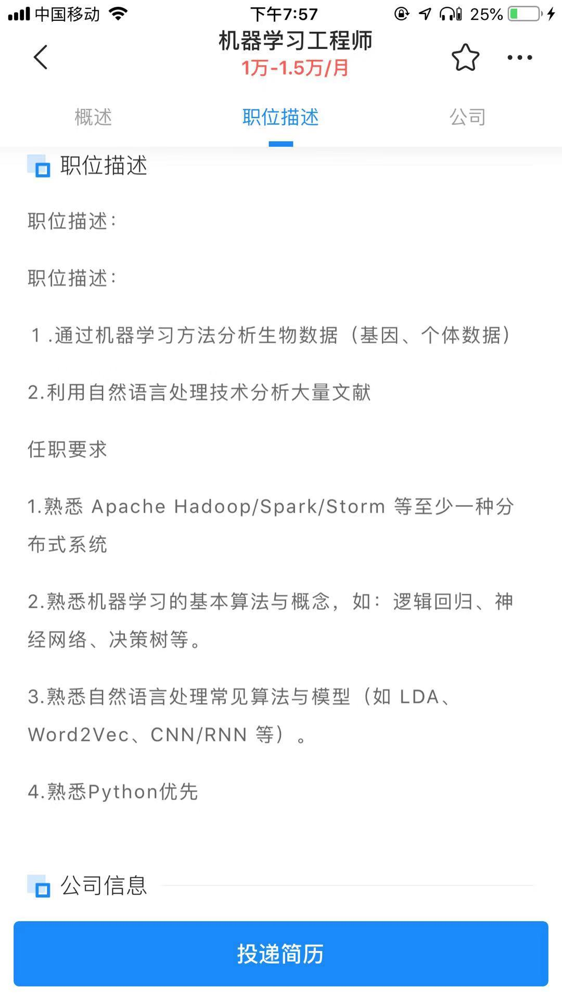 中国移动
下午7:57
25%
机器学习工程师
1万-1.5万/月
概述
职位描述
公司
职位描述
职位描述：
职位描述：
1 .通过机器学习方法分析生物数据（基因、个体数据）
2.利用自然语言处理技术分析大量文献
任职要求
1.熟悉 Apache Hadoop/Spark/Storm 等至少一种分
布式系统
2.熟悉机器学习的基本算法与概念，如：逻辑回归、神
经网络、决策树等。
3.熟悉自然语言处理常见算法与模型（如 LDA、
Word2Vec、CNN/RNN 等）。
4.熟悉Python优先
公司信息
投递简历